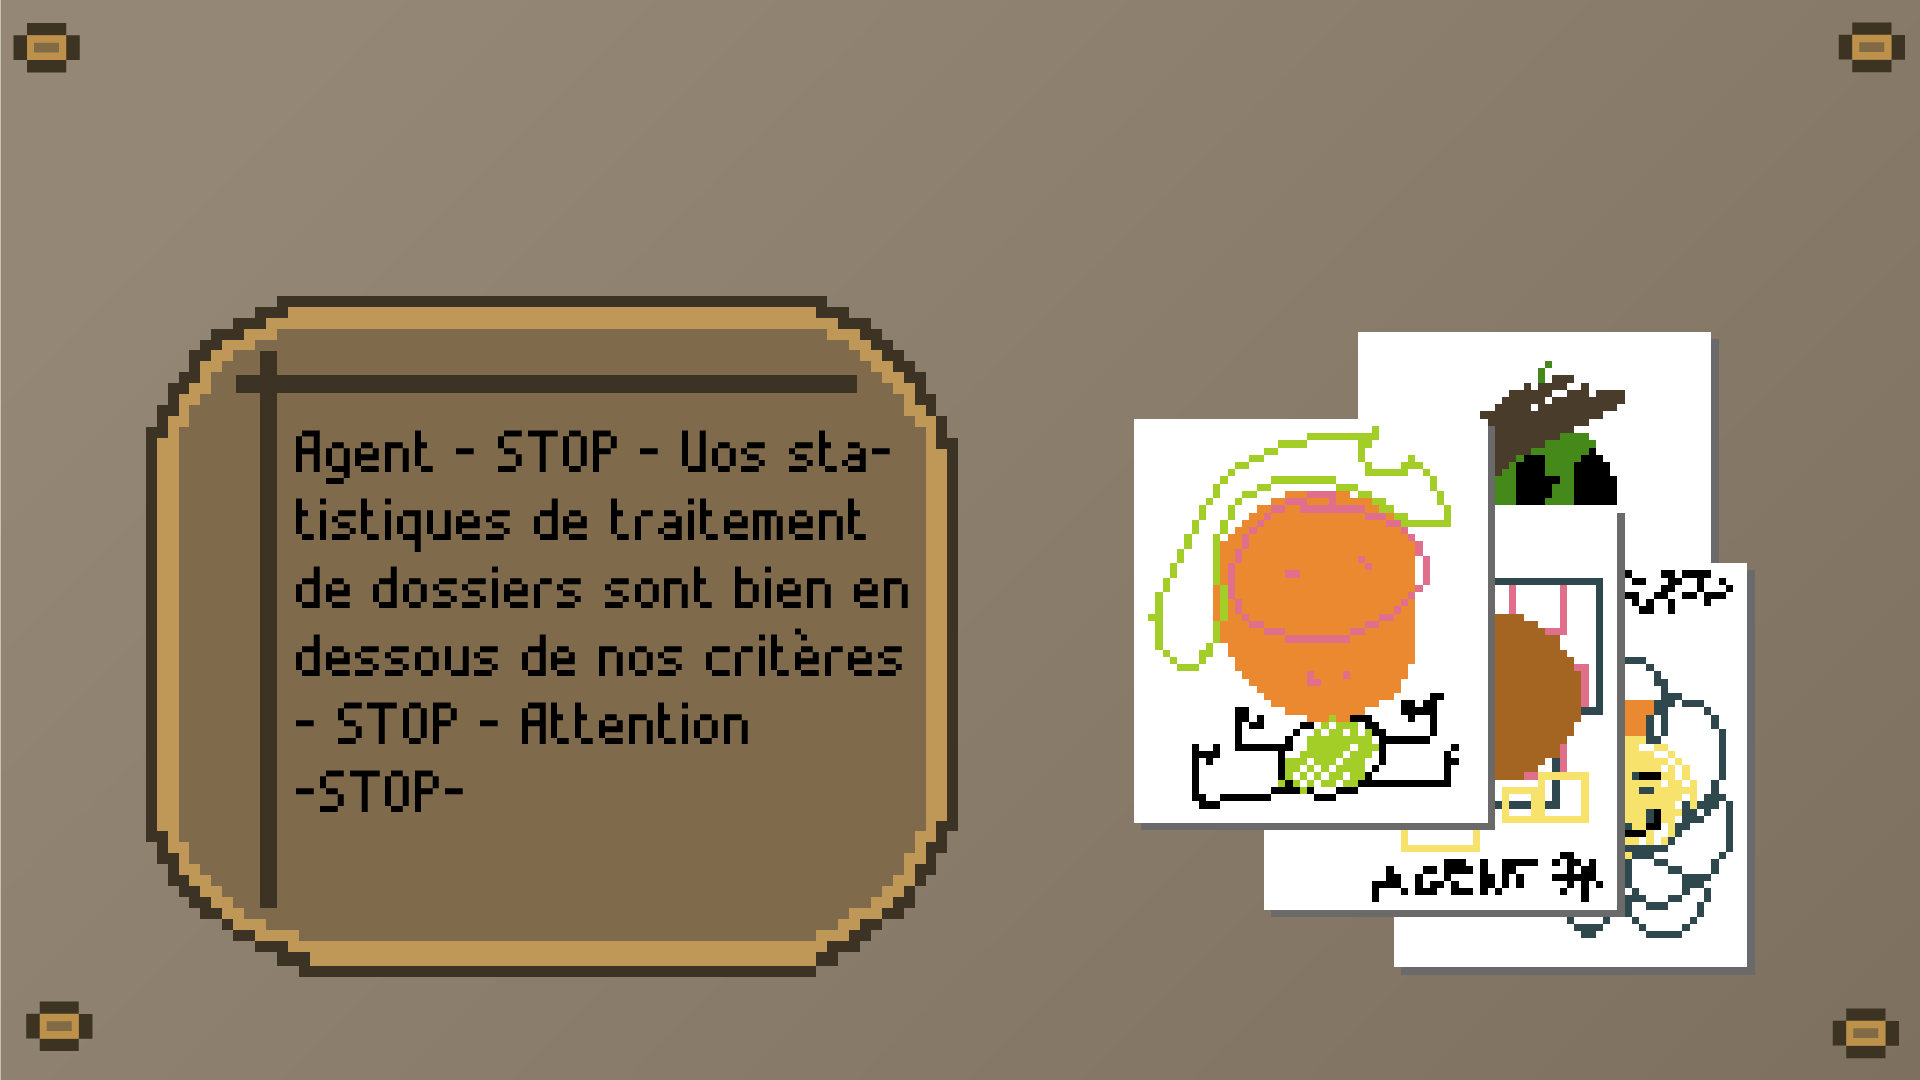 Agent - STOP - Vos sta-
tistiques de traitement
de dossiers sont bien en
dessous de nos critères
- STOP - Attention
-STOP-
AGENT